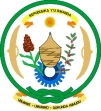 REPUBULIKA Y'U RWANDA
UBUMWE - UMURIMO - GUKUNDA IGIHUGU